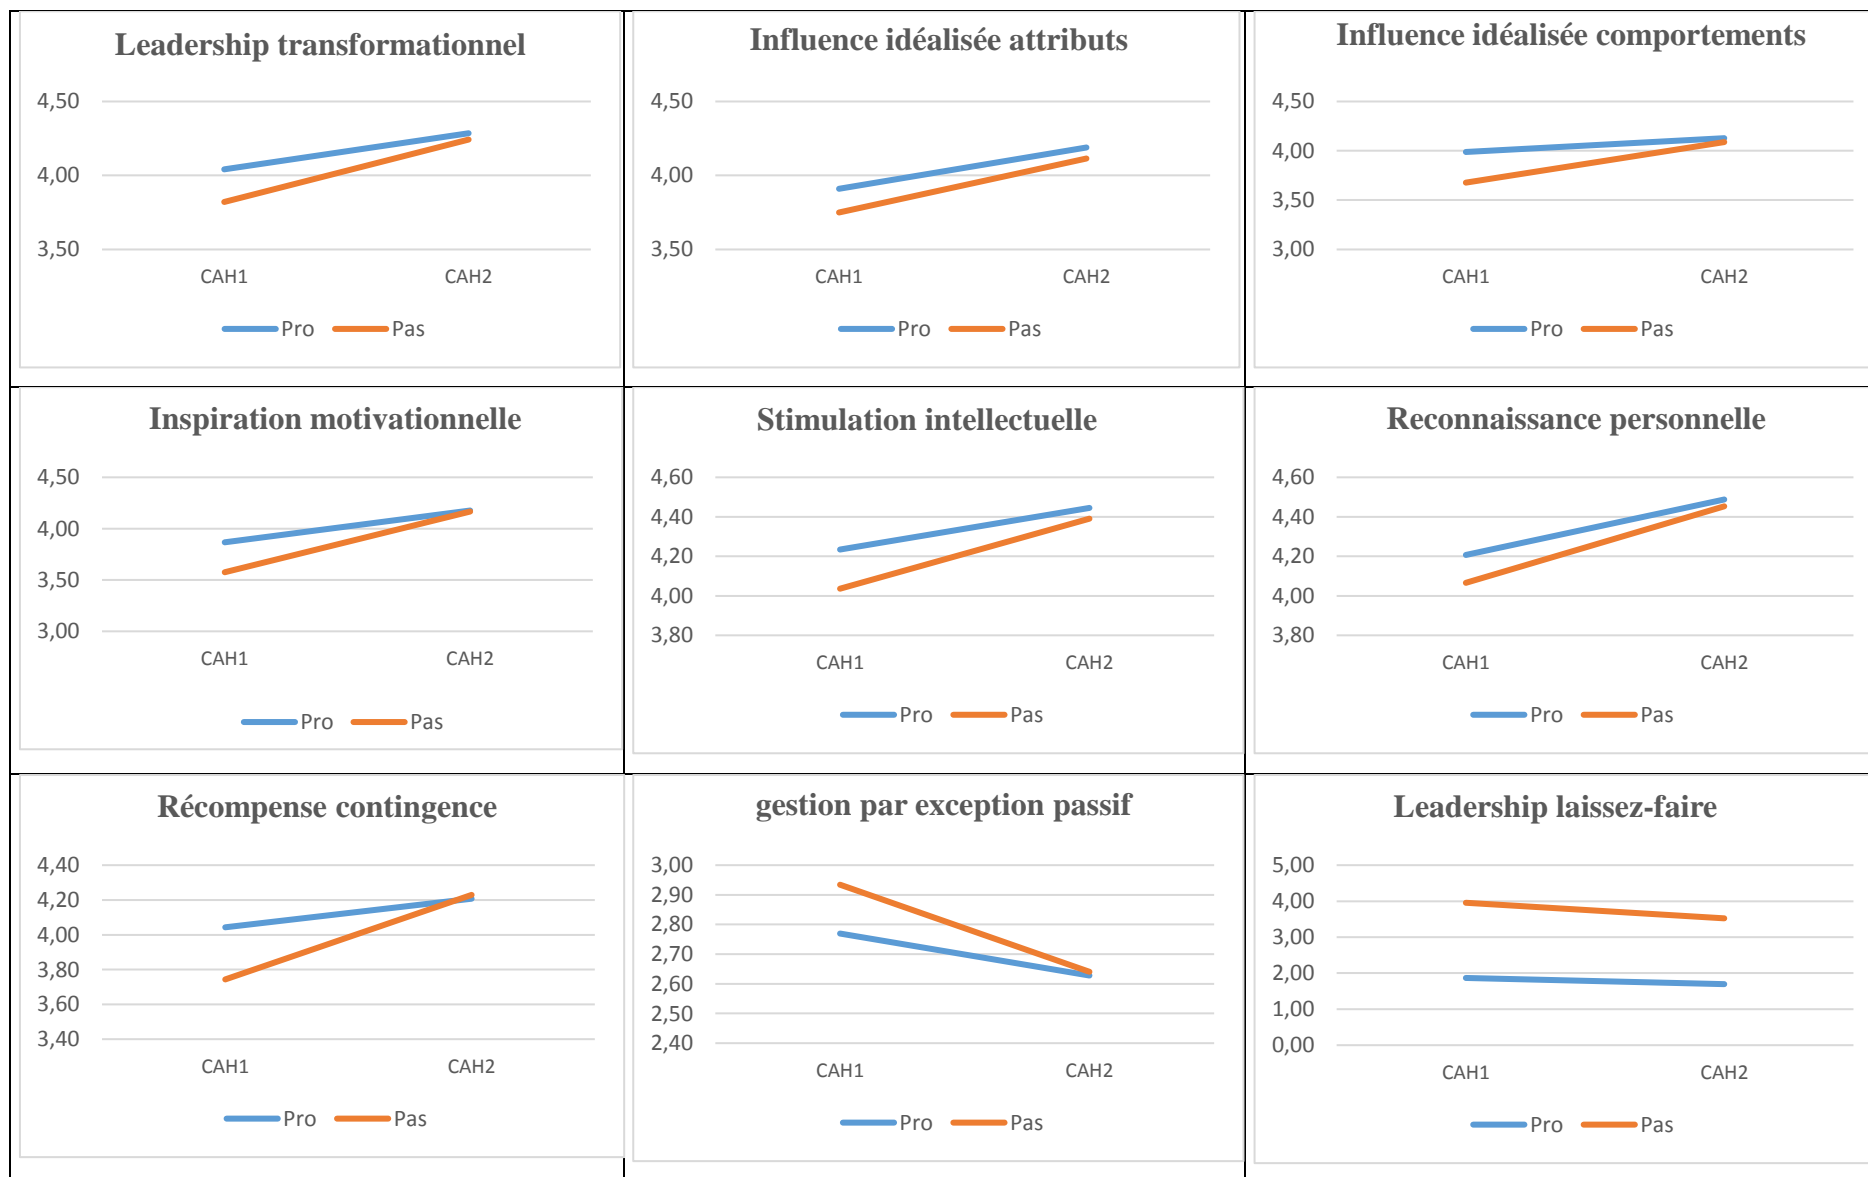 Leadership transformationnel
4,50
4,00
3,50
CAH1 CAH2
Pro Pas
Influence idéalisée attributs
4,50
4,00
3,50
CAH1 CAH2
Pro Pas
Influence idéalisée comportements
4,50
4,00
3,50
3,00
CAH1 CAH2
Pro Pas
Inspiration motivationnelle
4,50
4,00
3,50
3,00
CAH1 CAH2
Pro Pas
Stimulation intellectuelle
4,60
4,40
4,20
4,00
3,80
CAH1 CAH2
Pro Pas
Reconnaissance personnelle
4,60
4,40
4,20
4,00
3,80
CAH1 CAH2
Pro Pas
Récompense contingence
4,40
4,20
4,00
3,80
3,60
3,40
CAH1 CAH2
Pro Pas
gestion par exception passif
3,00
2,90
2,80
2,70
2,60
2,50
2,40
CAH1 CAH2
Pro Pas
Leadership laissez-faire
5,00
4,00
3,00
2,00
1,00
0,00
CAH1 CAH2
Pro Pas